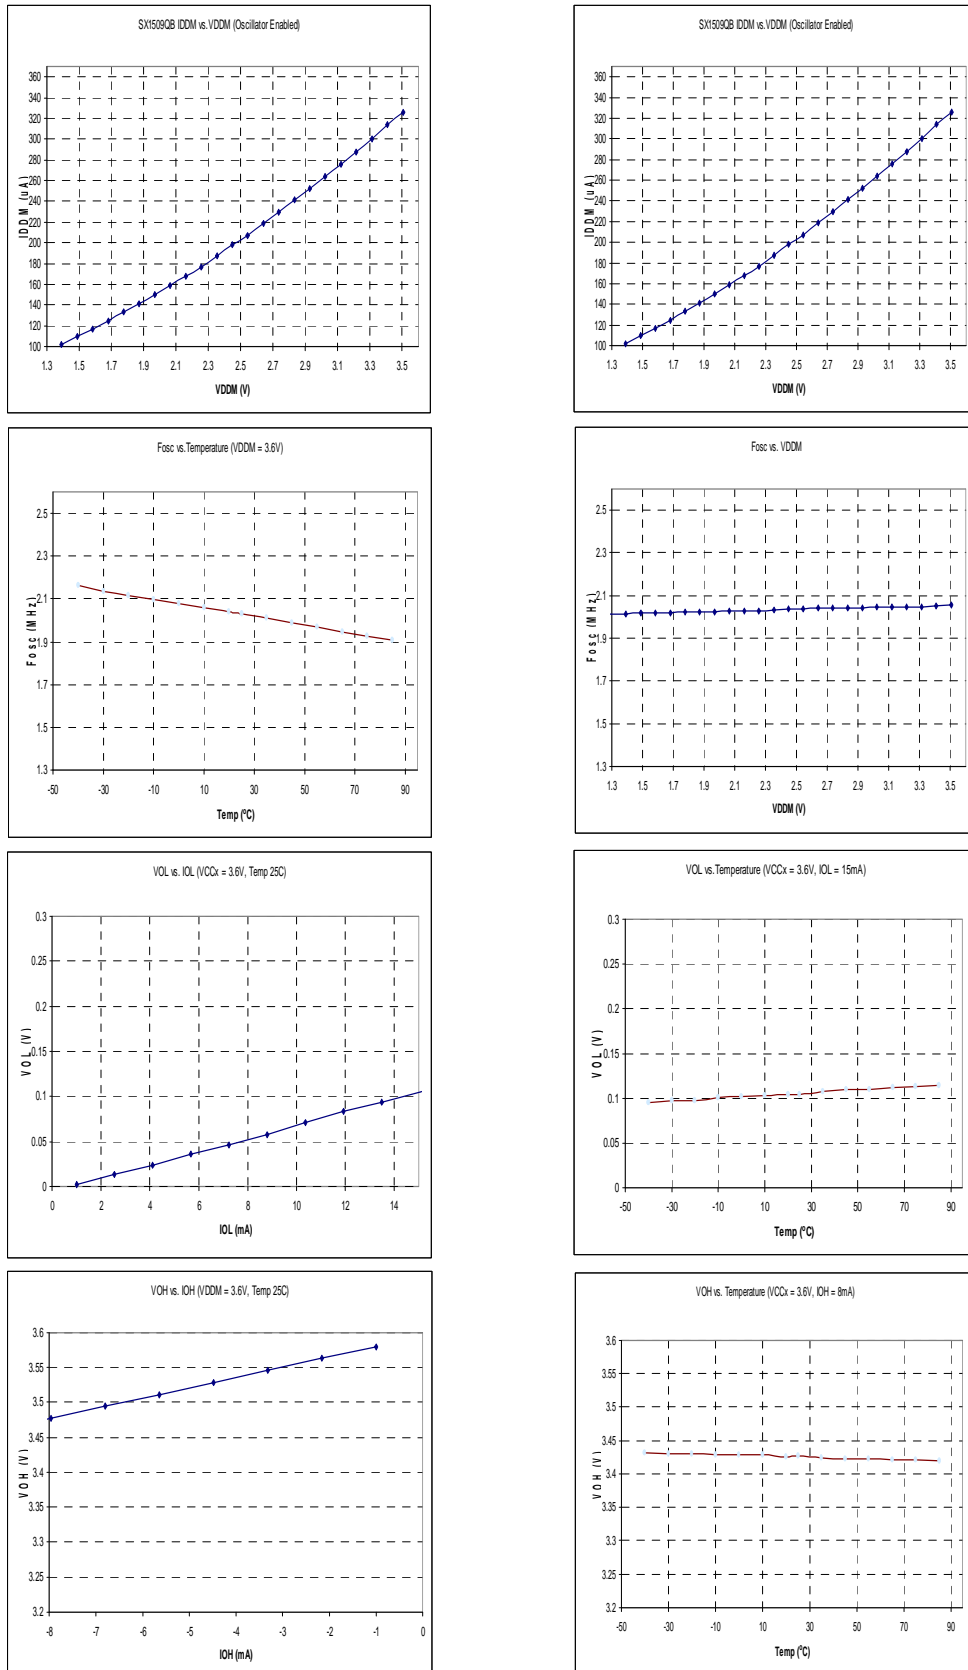 SX1509QB IDDM vs. VDDM (Oscillator Enabled)
360
340
320
300
280
260
240
220
200
180
160
140
120
100
IDDM (uA)
1.3 1.5 1.7 1.9 2.1 2.3 2.5 2.7 2.9 3.1 3.3 3.5
VDDM (V)
SX1509QB IDDM vs. VDDM (Oscillator Enabled)
360
340
320
300
280
260
240
220
200
180
160
140
120
100
IDDM (uA)
1.3 1.5 1.7 1.9 2.1 2.3 2.5 2.7 2.9 3.1 3.3 3.5
VDDM (V)
Fosc vs. Temperature (VDDM = 3.6V)
2.5
2.3
2.1
1.9
1.7
1.5
1.3
Fosc (MHz)
-50 -30 -10 10 30 50 70 90
Temp (°C)
Fosc vs. VDDM
2.5
2.3
2.1
1.9
1.7
1.5
1.3
Fosc (MHz)
1.3 1.5 1.7 1.9 2.1 2.3 2.5 2.7 2.9 3.1 3.3 3.5
VDDM (V)
VOL vs. IOL (VCCx = 3.6V, Temp 25C)
0.3
0.25
0.2
0.15
0.1
0.05
0
VOL (V)
0 2 4 6 8 10 12 14
IOL (mA)
VOL vs. Temperature (VCCx = 3.6V, IOL = 15mA)
0.3
0.25
0.2
0.15
0.1
0.05
0
VOL (V)
-50 -30 -10 10 30 50 70 90
Temp (°C)
VOH vs. IOH (VDDM = 3.6V, Temp 25C)
3.6
3.55
3.5
3.45
3.4
3.35
3.3
3.25
3.2
VOH (V)
-8 -7 -6 -5 -4 -3 -2 -1 0
IOH (mA)
VOH vs. Temperature (VCCx = 3.6V, IOH = 8mA)
3.6
3.55
3.5
3.45
3.4
3.35
3.3
3.25
3.2
VOH (V)
-50 -30 -10 10 30 50 70 90
Temp (°C)